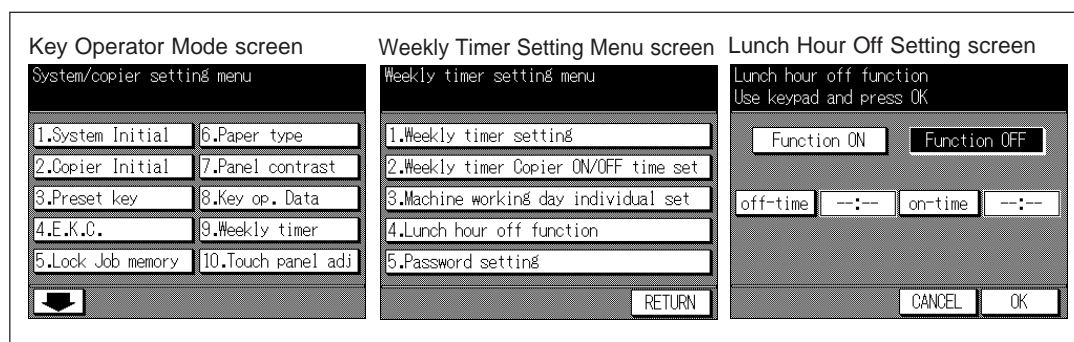 Key Operator Mode screen
System/copier setting menu
1.System Initial
6.Paper type
2.Copier Initial
7.Panel contrast
3.Preset key
8.Key op. Data
4.E.K.C.
9.Weekly timer
5.Lock Job memory
10.Touch panel adj
Weekly Timer Setting Menu screen
Weekly timer setting menu
1.Weekly timer setting
2.Weekly timer Copier ON/OFF time set
3.Machine working day individual set
4.Lunch hour off function
5.Password setting
RETURN
Lunch Hour Off Setting screen
Lunch hour off function
Use keypad and press OK
Function ON
Function OFF
off-time --:-- on-time --:--
CANCEL
OK